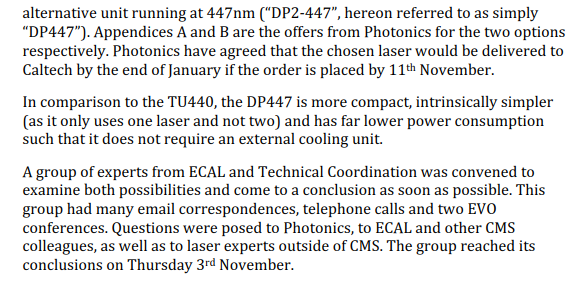 alternative unit running at 447nm (“DP2-447”, hereon referred to as simply
“DP447”). Appendices A and B are the offers from Photonics for the two options
respectively. Photonics have agreed that the chosen laser would be delivered to
Caltech by the end of January if the order is placed by 11th November.
In comparison to the TU440, the DP447 is more compact, intrinsically simpler
(as it only uses one laser and not two) and has far lower power consumption
such that it does not require an external cooling unit.
A group of experts from ECAL and Technical Coordination was convened to
examine both possibilities and come to a conclusion as soon as possible. This
group had many email correspondences, telephone calls and two EVO
conferences. Questions were posed to Photonics, to ECAL and other CMS
colleagues, as well as to laser experts outside of CMS. The group reached its
conclusions on Thursday 3rd November.